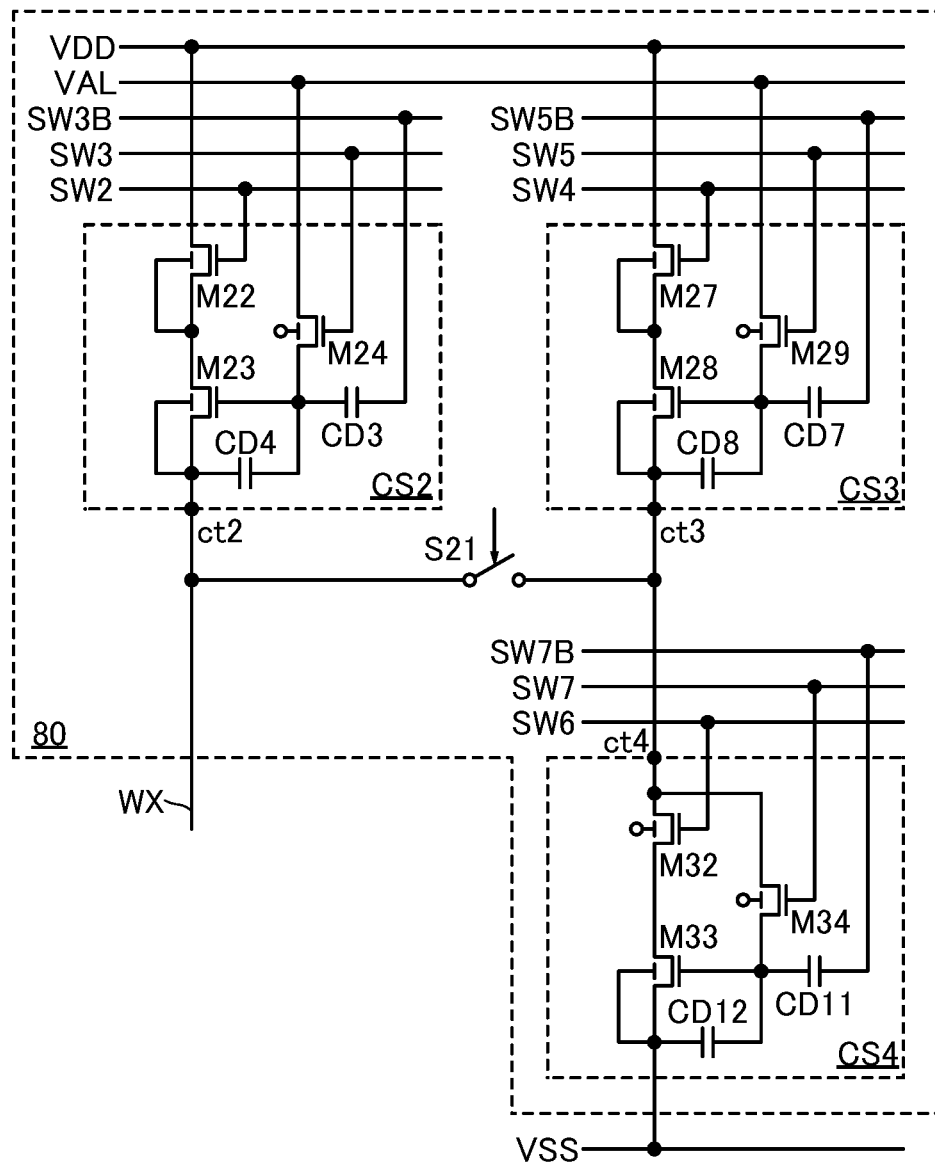 VDD
VAL
SW3B
SW5B
SW3
SW5
SW2
SW4
M22
M27
M24
M29
M23
M28
CD4
CD3
CD8
CD7
CS2
CS3
ct2
ct3
S21
SW7B
SW7
SW6
80
ct4
WX
M32
M34
M33
CD12
CD11
CS4
VSS